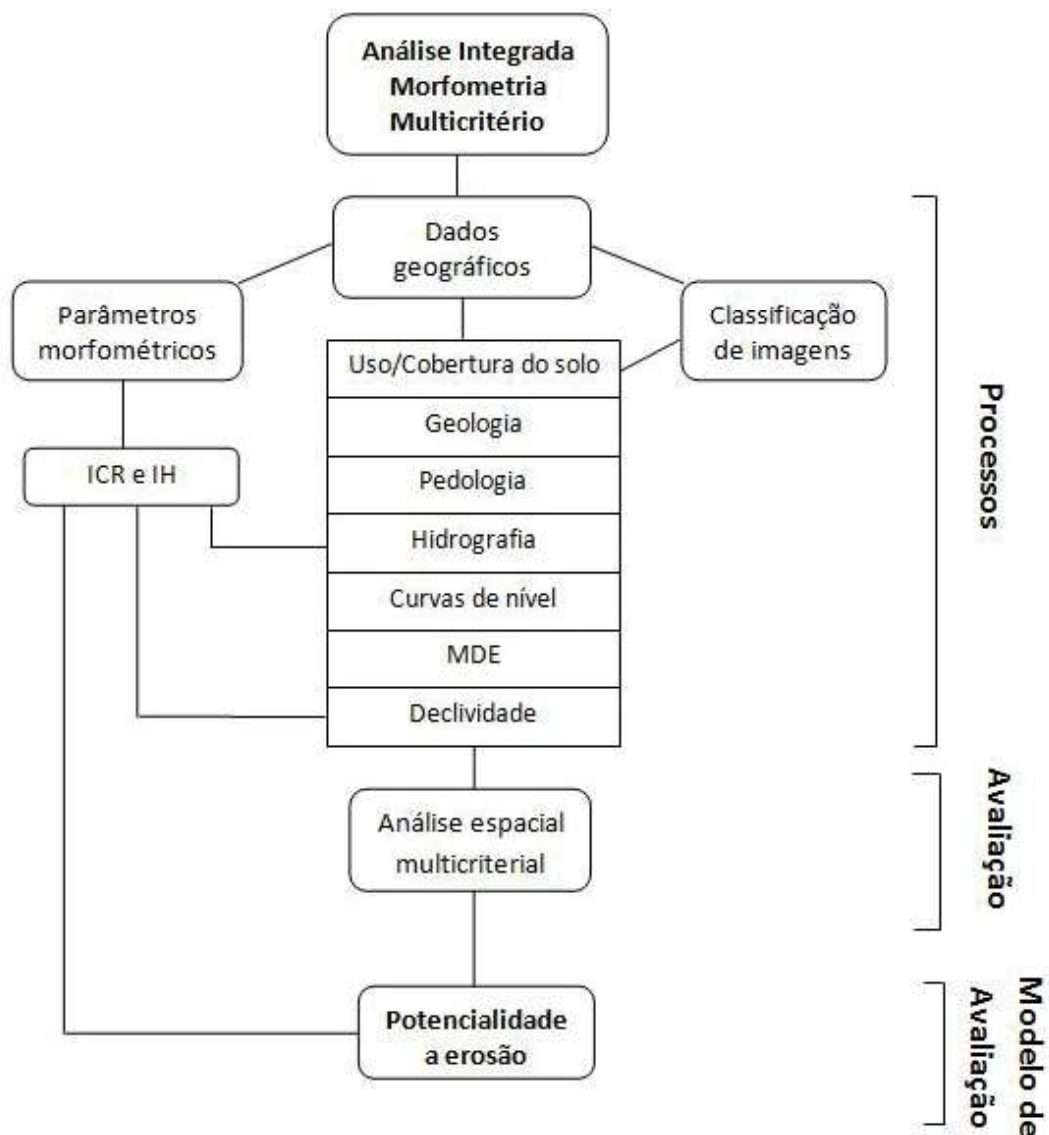 Análise Integrada
Morfometria
Multicritério
Dados
geográficos
Parâmetros
morfométricos
Classificação
de imagens
Uso/Cobertura do solo
Geologia
ICR e IH
Pedologia
Hidrografia
Curvas de nível
MDE
Declividade
Processos
Análise espacial
multicriterial
Avaliação
Potencialidade
a erosão
Modelo de
Avaliação